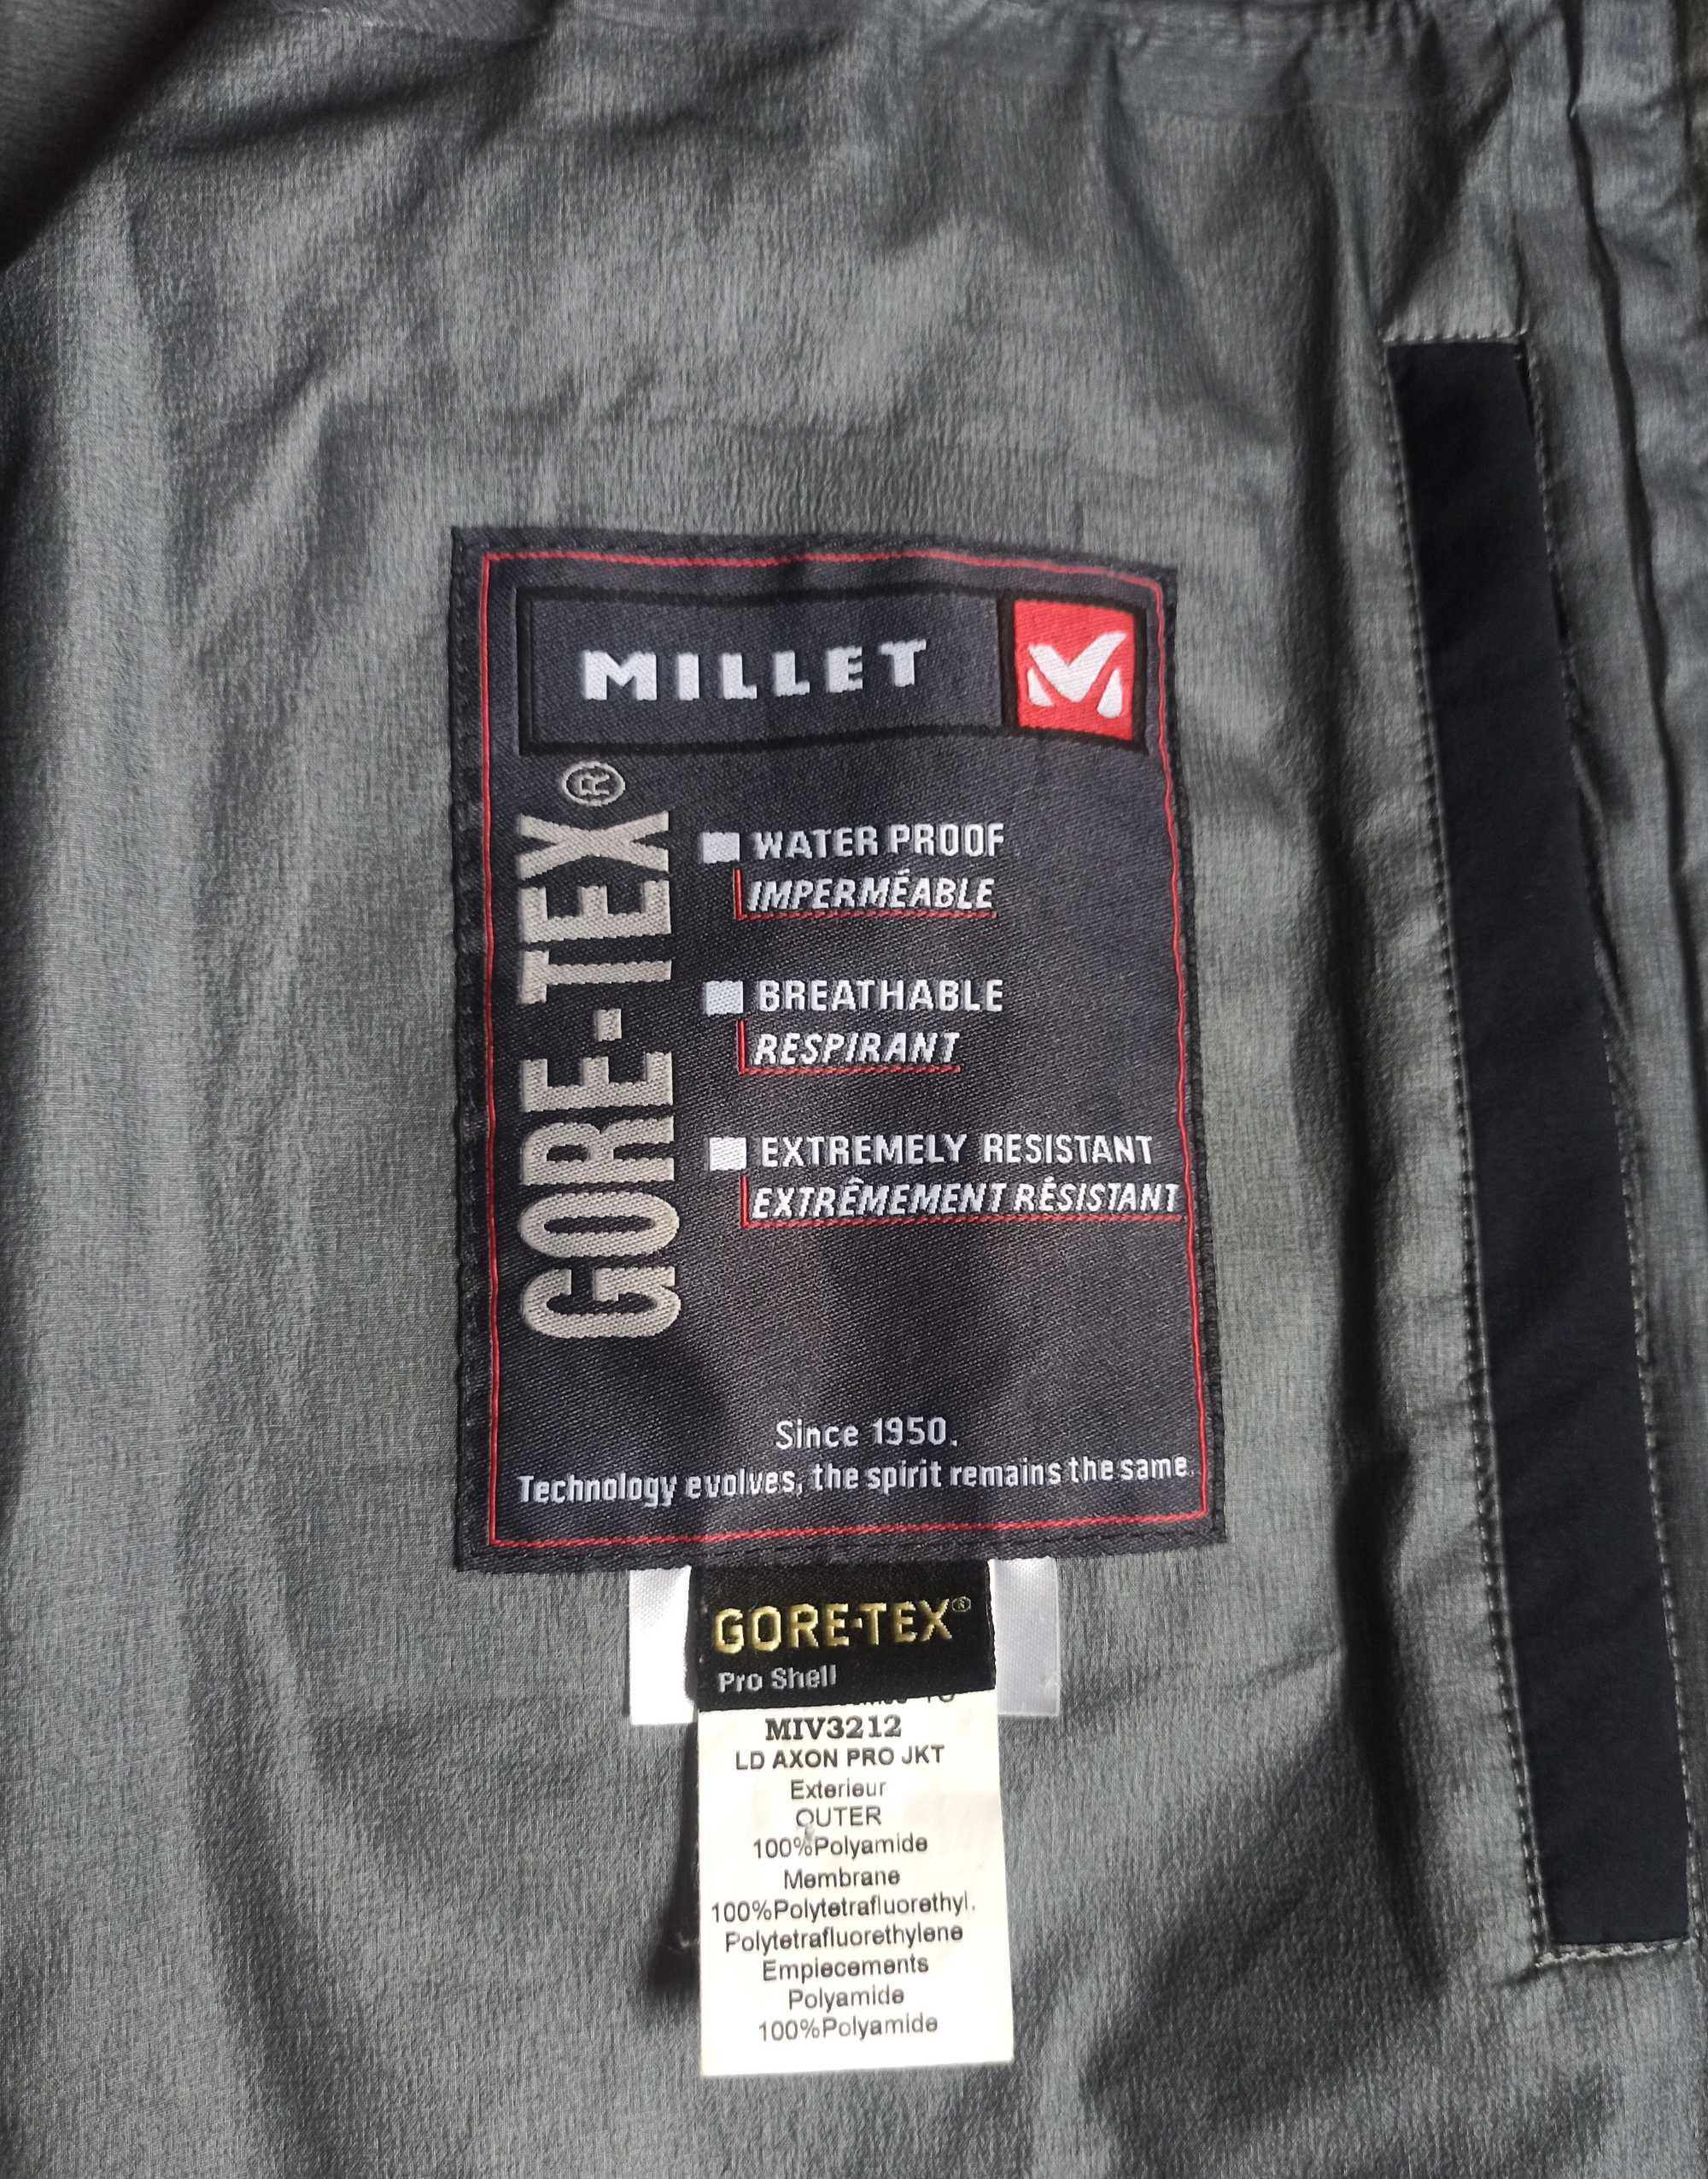 MILLET
GORE-TEX®
WATER PROOF
IMPERMÉABLE
BREATHABLE
RESPIRANT
EXTREMELY RESISTANT
EXTRÊMEMENT RÉSISTANT
Since 1950.
Technology evolves, the spirit remains the same.
GORE-TEX®
Pro Shell
MIV3212
LD AXON PRO JKT
Exterieur
OUTER
100%Polyamide
Membrane
100%Polytetrafluorethyl.
Polytetrafluorethylene
Empiecements
Polyamide
100%Polyamide